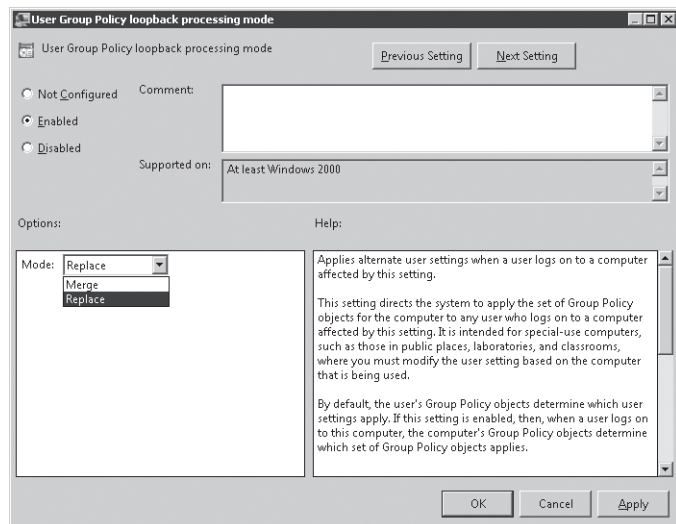 User Group Policy loopback processing mode
User Group Policy loopback processing mode
Previous Setting
Next Setting
Not Configured
Comment:
Enabled
Disabled
Supported on:
At least Windows 2000
Options:
Help:
Mode:
Replace
Merge
Replace
Applies alternate user settings when a user logs on to a computer
affected by this setting.
This setting directs the system to apply the set of Group Policy
objects for the computer to any user who logs on to a computer
affected by this setting. It is intended for special-use computers,
such as those in public places, laboratories, and classrooms,
where you must modify the user setting based on the computer
that is being used.
By default, the user's Group Policy objects determine which user
settings apply. If this setting is enabled, then, when a user logs on
to this computer, the computer's Group Policy objects determine
which set of Group Policy objects applies.
OK
Cancel
Apply